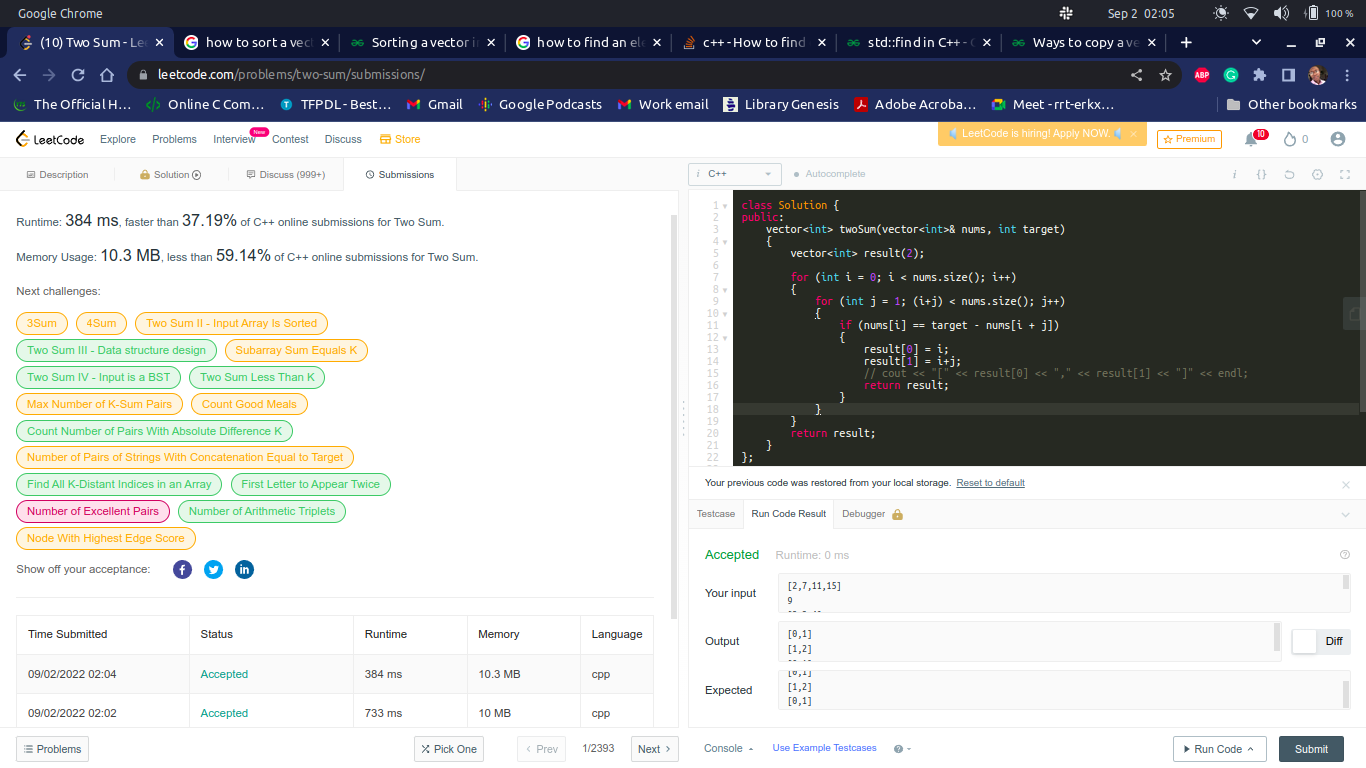 Google Chrome Sep 2 02:05 100 %
(10) Two Sum - Le how to sort a vect Sorting a vector in how to find an ele c++ - How to find std::find in C++ - Ways to copy a ve
leetcode.com/problems/two-sum/submissions/ ABP
The Official H... Online C Com... TFPDL - Best... Gmail Google Podcasts Work email Library Genesis Adobe Acroba... Meet - rrt-erkx... Other bookmarks
LeetCode Explore Problems Interview New Contest Discuss Store LeetCode is hiring! Apply NOW. Premium 10 0
Description Solution Discuss (999+) Submissions
Runtime: 384 ms, faster than 37.19% of C++ online submissions for Two Sum.
Memory Usage: 10.3 MB, less than 59.14% of C++ online submissions for Two Sum.
Next challenges:
3Sum 4Sum Two Sum II - Input Array Is Sorted
Two Sum III - Data structure design Subarray Sum Equals K
Two Sum IV - Input is a BST Two Sum Less Than K
Max Number of K-Sum Pairs Count Good Meals
Count Number of Pairs With Absolute Difference K
Number of Pairs of Strings With Concatenation Equal to Target
Find All K-Distant Indices in an Array First Letter to Appear Twice
Number of Excellent Pairs Number of Arithmetic Triplets
Node With Highest Edge Score
Show off your acceptance:
Time Submitted Status Runtime Memory Language
09/02/2022 02:04 Accepted 384 ms 10.3 MB cpp
09/02/2022 02:02 Accepted 733 ms 10 MB cpp
Problems Pick One Prev 1/2393 Next
i C++ Autocomplete
1 class Solution {
2 public:
3 vector<int> twoSum(vector<int>& nums, int target)
4 {
5 vector<int> result(2);
6
7 for (int i = 0; i < nums.size(); i++)
8 {
9 for (int j = 1; (i+j) < nums.size(); j++)
10 {
11 if (nums[i] == target - nums[i + j])
12 {
13 result[0] = i;
14 result[1] = i+j;
15 // cout << "[" << result[0] << "," << result[1] << "]" << endl;
16 return result;
17 }
18 }
19 }
20 return result;
21 }
22 };
Your previous code was restored from your local storage. Reset to default
Testcase Run Code Result Debugger
Accepted Runtime: 0 ms
Your input [2,7,11,15]
9
Output [0,1]
[1,2]
Diff
Expected [0,1]
[1,2]
[0,1]
Console Use Example Testcases Run Code Submit